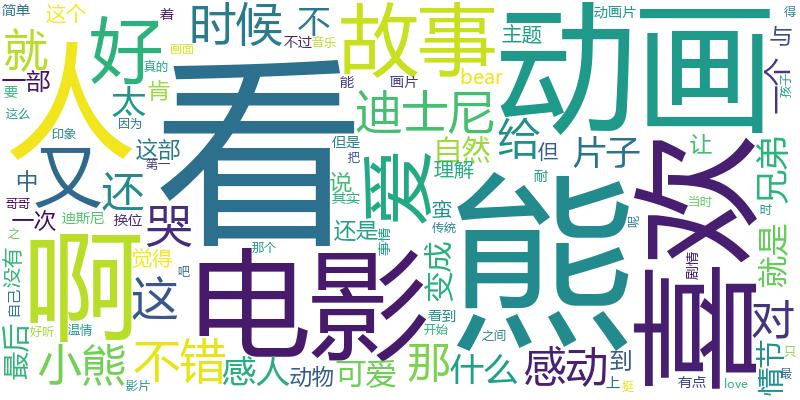 简单
这个
着
时候
不
故事
动画片
得
就
好
人
看
不过
音乐
画面
真的
主题
动画
与
一部
要
这么
太
肯
能
画片
bear
一个
孩子
迪士尼
印象
因为
又
这部
第一
但是
把
爱
自然
理解
给
但
片子
让
兄弟
喜欢
中
还
说
其实
哥哥
一次
迪斯尼
换位
哭
还是
事情
蛮
传统
耐
熊
呢
当时
时
之
没有
啊
觉得
那个
电影
变成
就是
剧情
自己
这
吧
看到
开始
对
好听
温情
最后
小熊
影片
不错
感人
动物
可爱
那
什么
之间
感动
到
上
挺
有点
love
情节
只
最